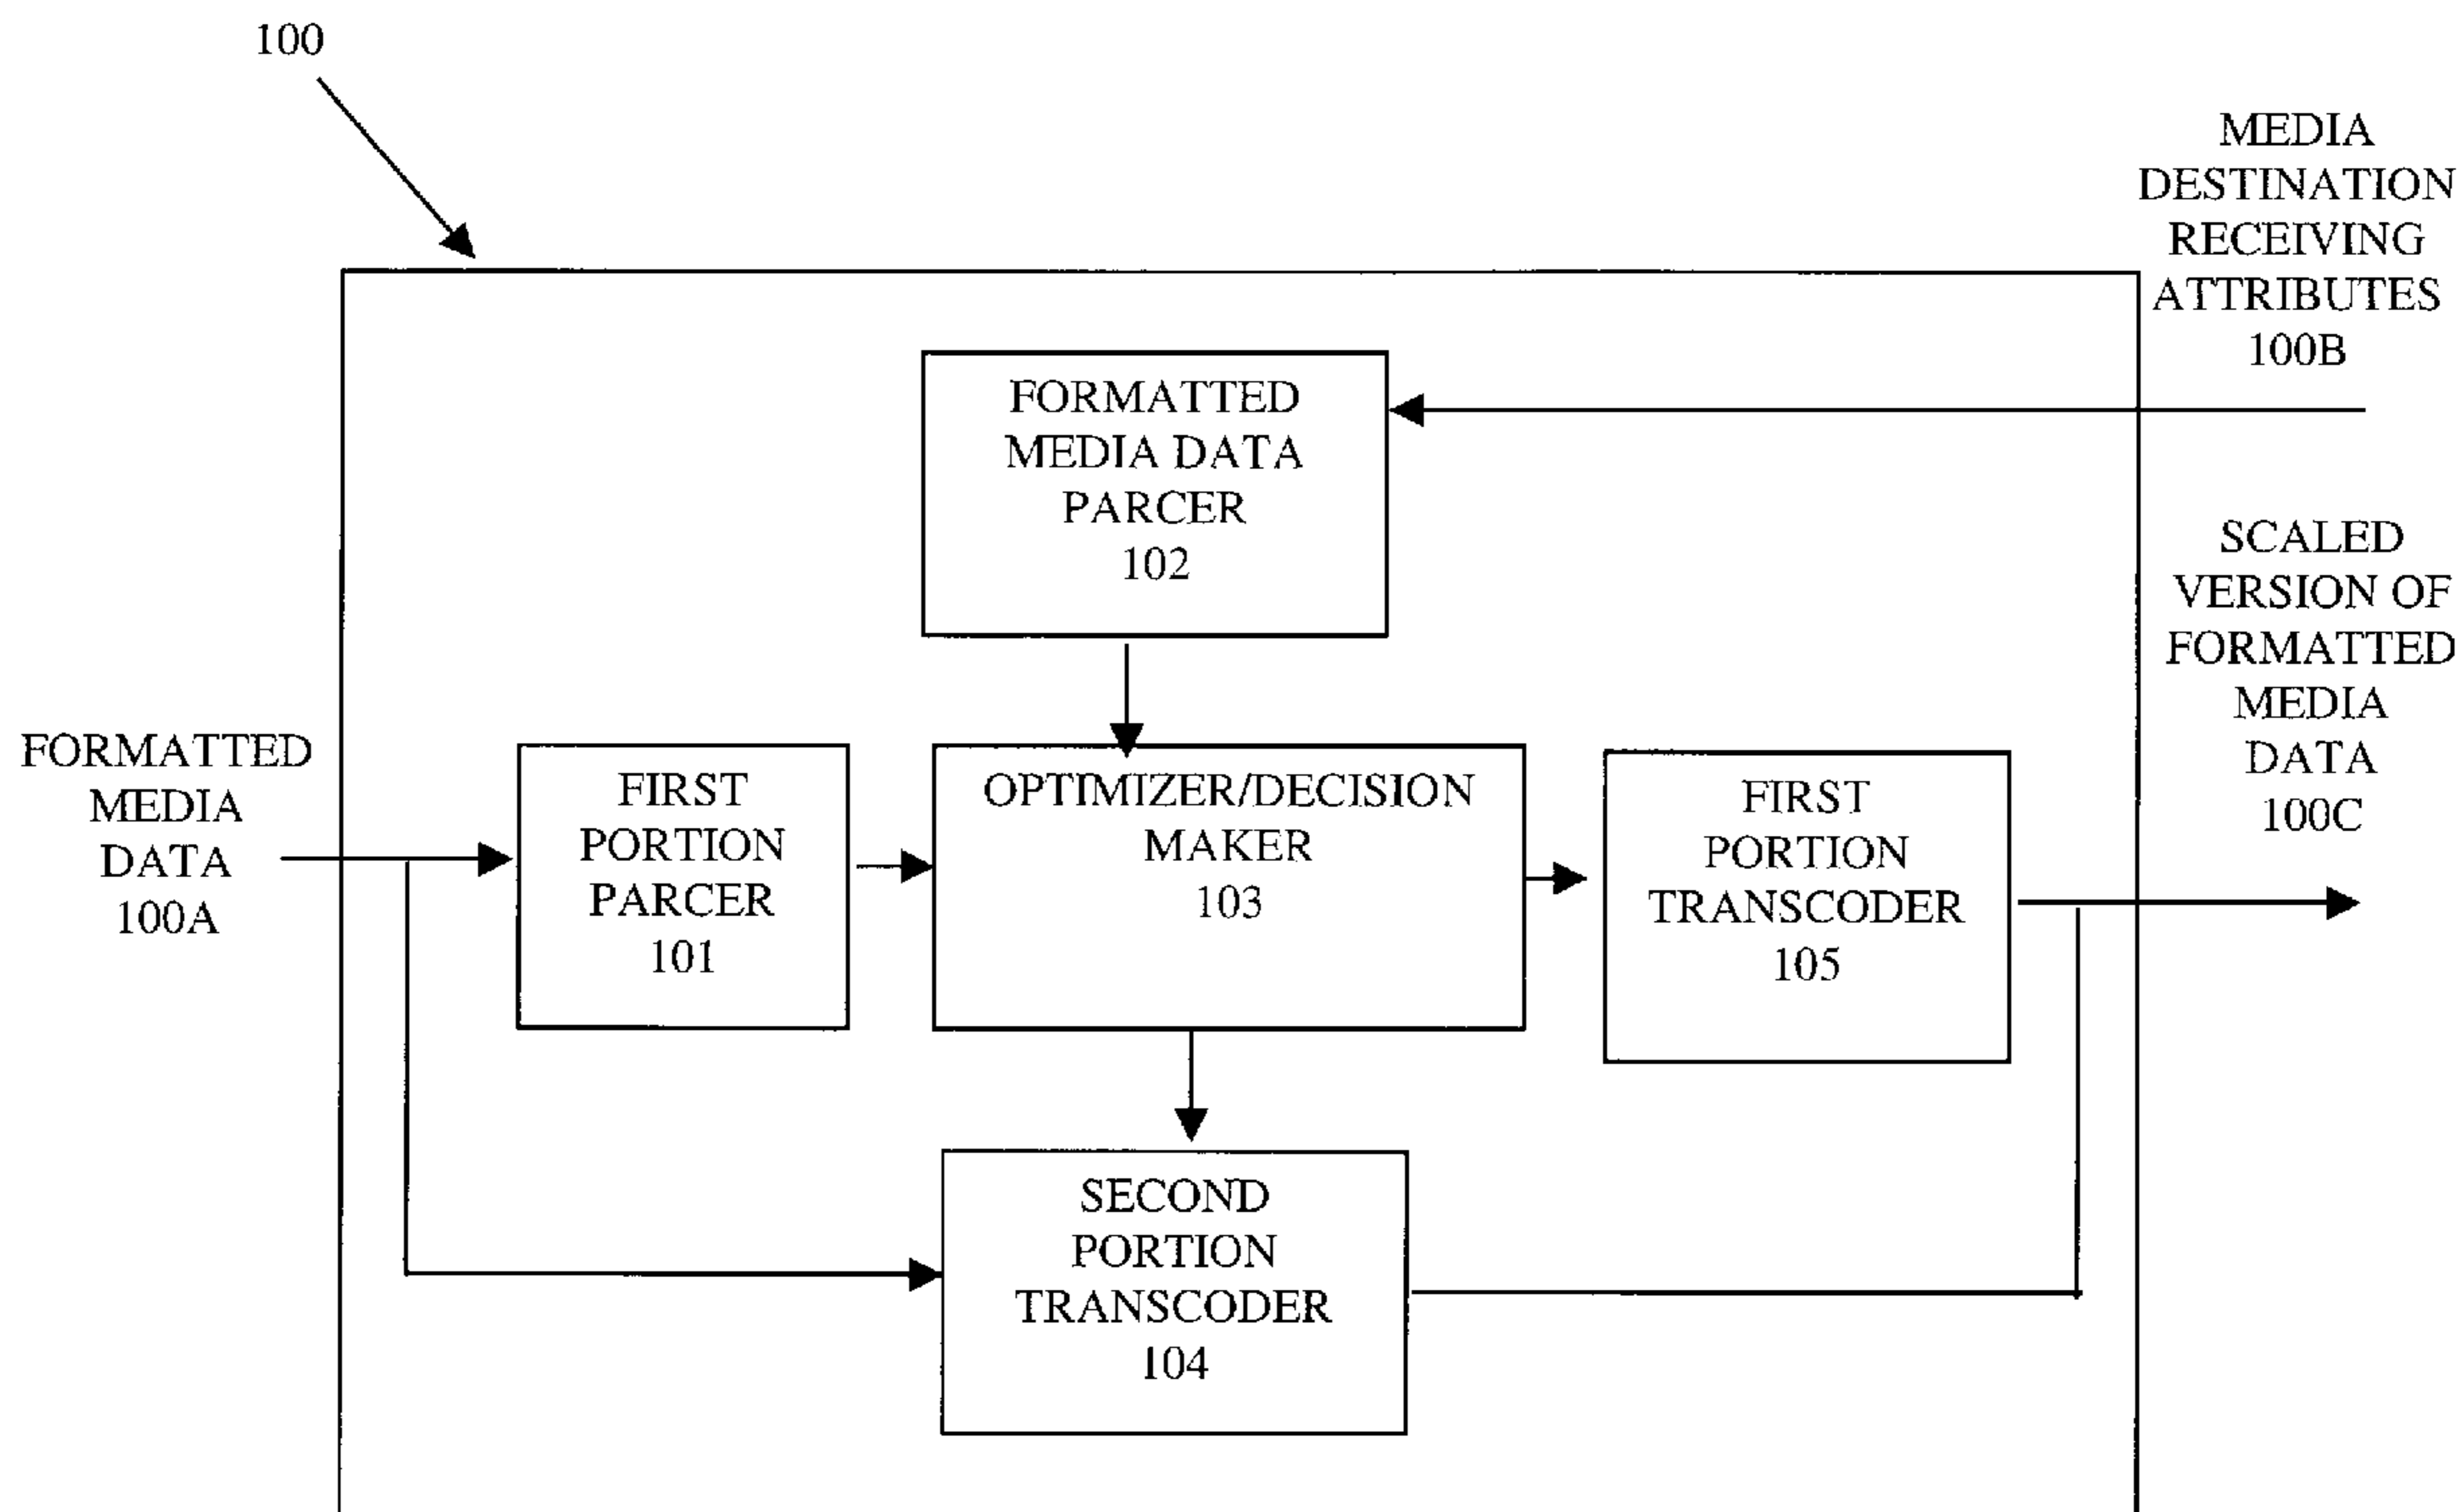 100
MEDIA
DESTINATION
RECEIVING
ATTRIBUTES
100B
FORMATTED
MEDIA DATA
PARCER
102
SCALED
VERSION OF
FORMATTED
MEDIA
DATA
100C
FORMATTED
MEDIA
DATA
100A
FIRST
PORTION
PARCER
101
OPTIMIZER/DECISION
MAKER
103
FIRST
PORTION
TRANSCODER
105
SECOND
PORTION
TRANSCODER
104